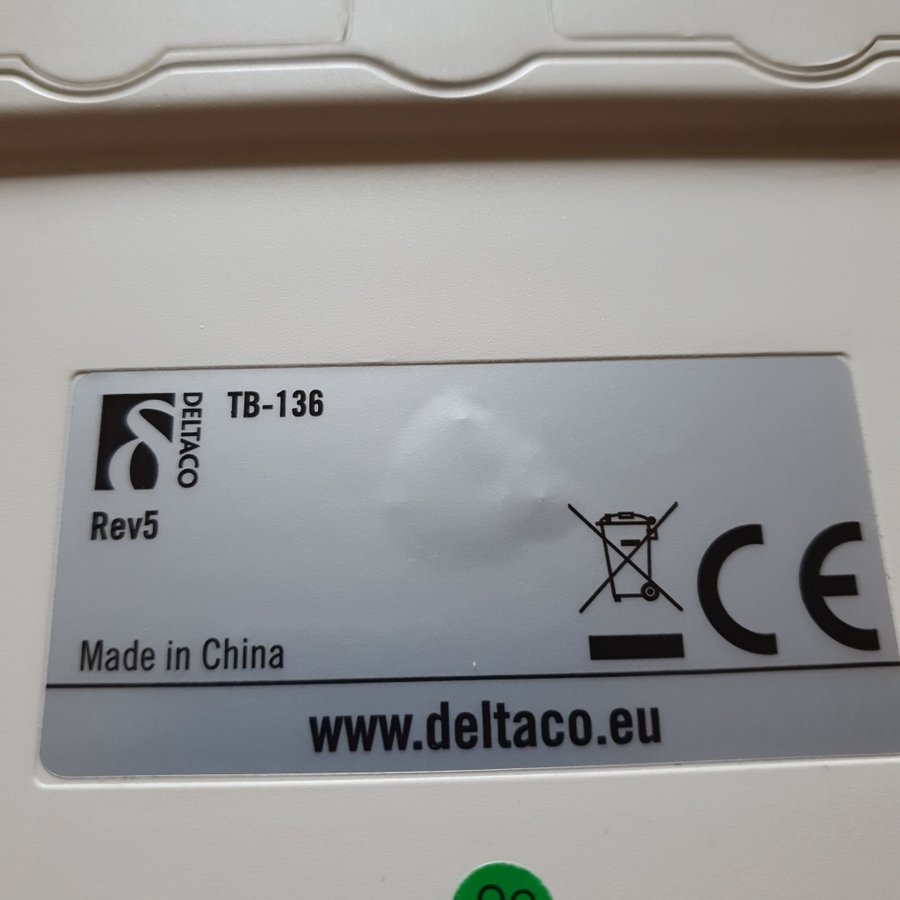 DELTACO
TB-136
Rev5
Made in China
CE
www.deltaco.eu